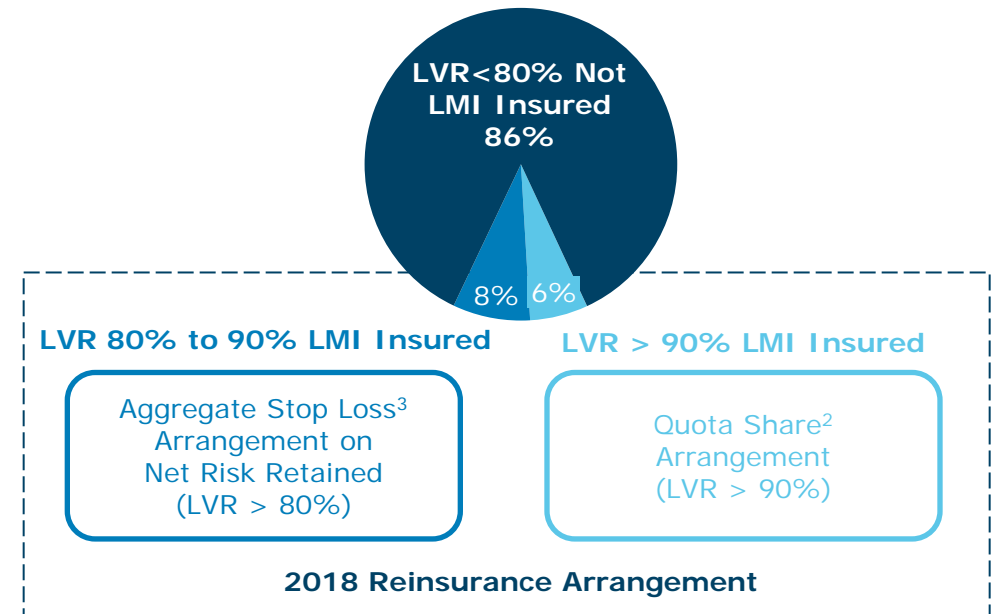 LVR<80% Not
LMI Insured
86%
8%
6%
LVR 80% to 90% LMI Insured
LVR > 90% LMI Insured
Aggregate Stop Loss³
Arrangement on
Net Risk Retained
(LVR > 80%)
Quota Share²
Arrangement
(LVR > 90%)
2018 Reinsurance Arrangement